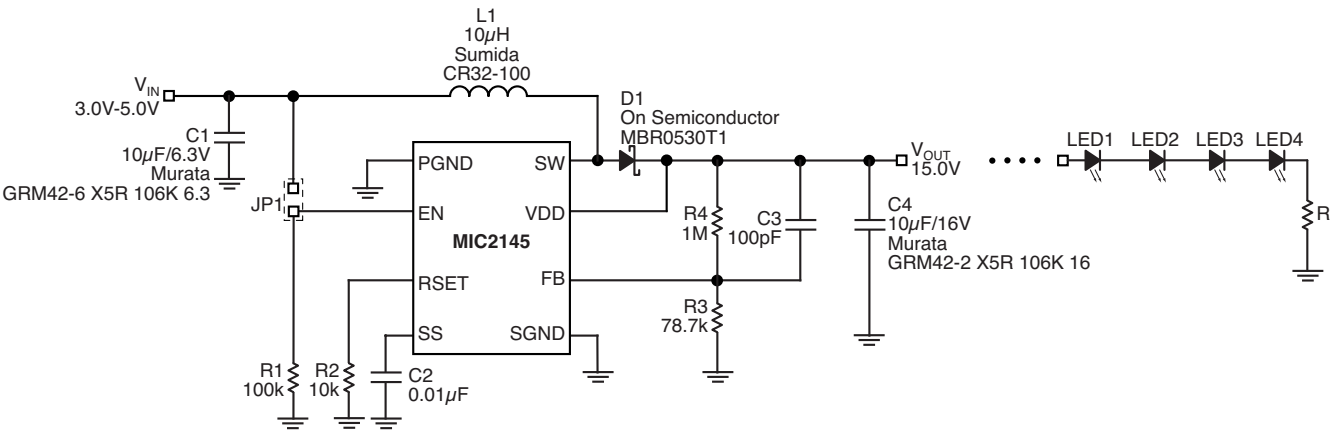 L1
10µH
Sumida
CR32-100
V_IN
3.0V-5.0V
C1
10µF/6.3V
Murata
GRM42-6 X5R 106K 6.3
JP1
R1
100k
R2
10k
C2
0.01µF
PGND
EN
RSET
SS
MIC2145
SW
VDD
FB
SGND
D1
On Semiconductor
MBR0530T1
R4
1M
C3
100pF
R3
78.7k
V_OUT
15.0V
C4
10µF/16V
Murata
GRM42-2 X5R 106K 16
LED1 LED2 LED3 LED4
R